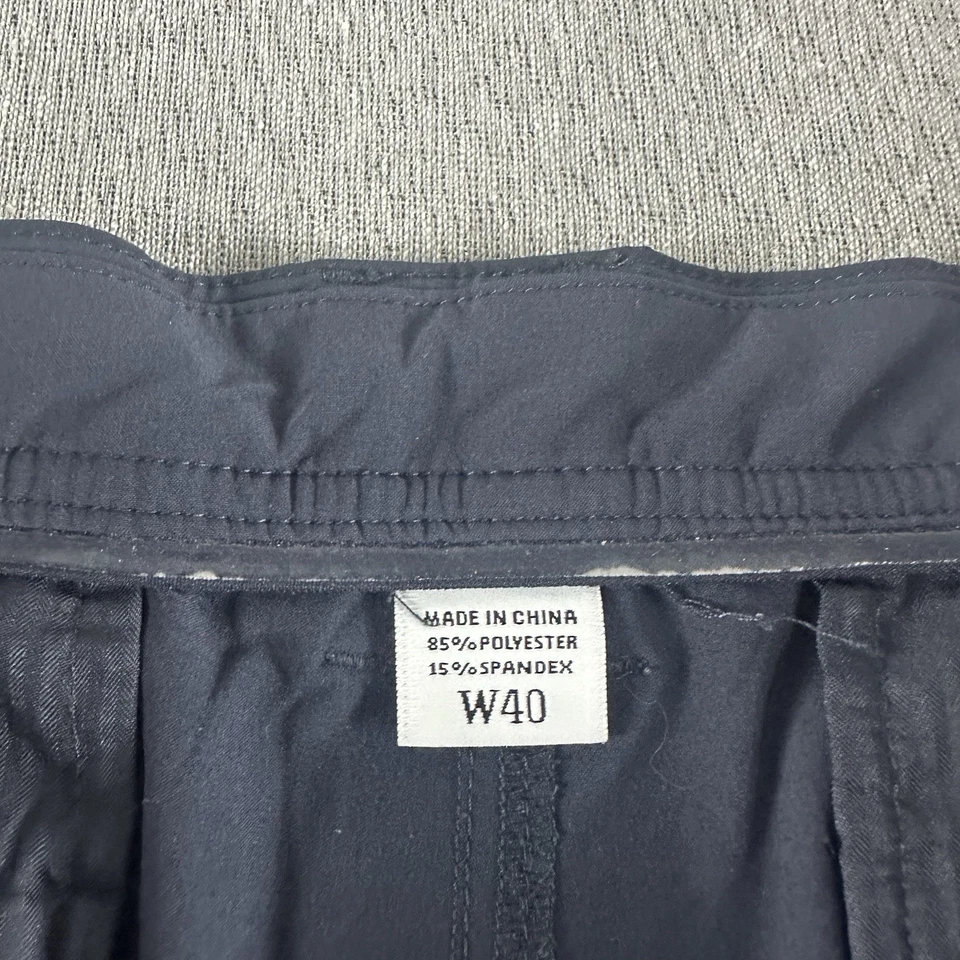 MADE IN CHINA
85%POLYESTER
15%SPANDEX
W40